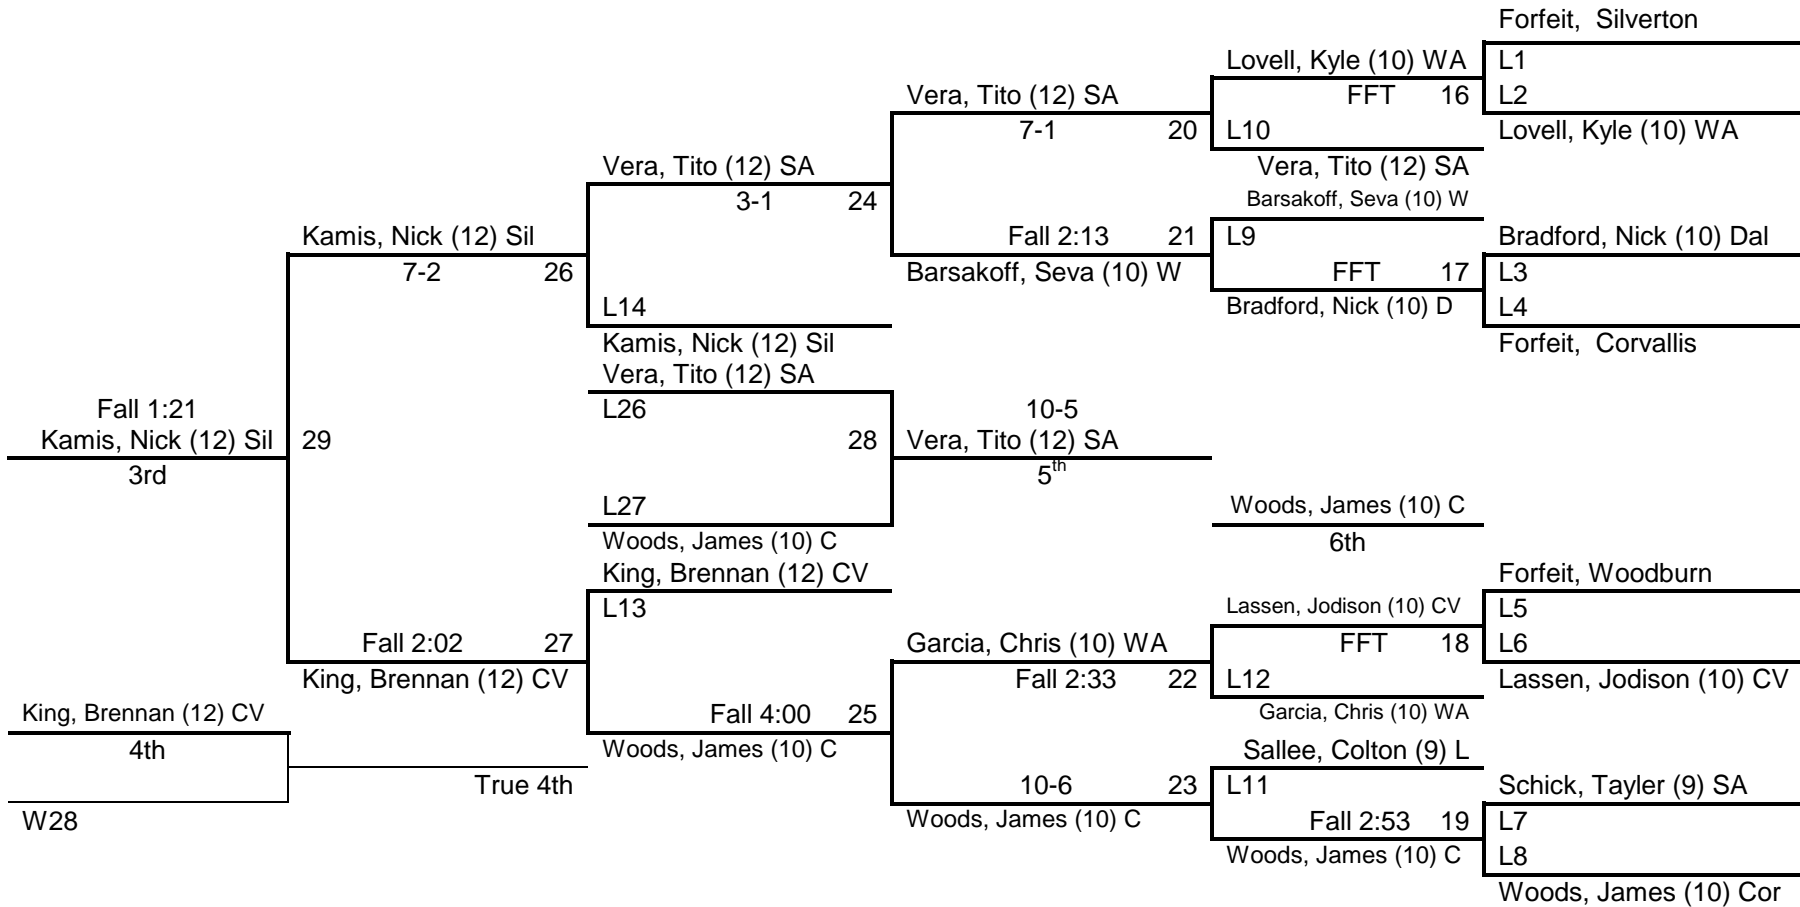 Forfeit,  Silverton
Lovell, Kyle (10) WA
L1
Vera, Tito (12) SA
FFT 16
L2
7-1 20
L10
Lovell, Kyle (10) WA
Vera, Tito (12) SA
Vera, Tito (12) SA
3-1 24
Barsakoff, Seva (10) W
Kamis, Nick (12) Sil
Fall 2:13 21
L9
Bradford, Nick (10) Dal
7-2 26
Barsakoff, Seva (10) W
FFT 17
L3
L14
Bradford, Nick (10) D
L4
Kamis, Nick (12) Sil
Forfeit,  Corvallis
Vera, Tito (12) SA
Fall 1:21
L26
10-5
Kamis, Nick (12) Sil
29
28
Vera, Tito (12) SA
3rd
5th
L27
Woods, James (10) C
Woods, James (10) C
6th
King, Brennan (12) CV
Forfeit, Woodburn
L13
Lassen, Jodison (10) CV
L5
Fall 2:02 27
Garcia, Chris (10) WA
FFT 18
L6
King, Brennan (12) CV
Fall 2:33 22
L12
Lassen, Jodison (10) CV
King, Brennan (12) CV
Fall 4:00 25
Garcia, Chris (10) WA
4th
Woods, James (10) C
Sallee, Colton (9) L
True 4th
10-6 23
L11
Schick, Tayler (9) SA
W28
Woods, James (10) C
Fall 2:53 19
L7
Woods, James (10) C
L8
Woods, James (10) Cor